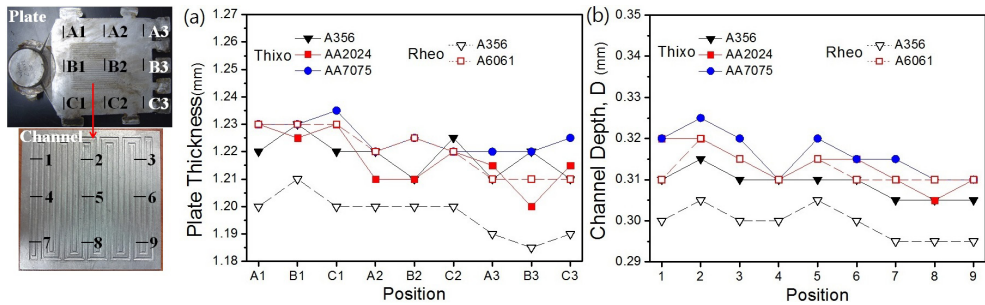 Plate
A1 A2 A3
B1 B2 B3
C1 C2 C3
Channel
1 2 3
4 5 6
7 8 9
(a)
Thixo
A356
AA2024
AA7075
Rheo
A356
A6061
Plate Thickness(mm)
1.27
1.26
1.25
1.24
1.23
1.22
1.21
1.20
1.19
1.18
A1 B1 C1 A2 B2 C2 A3 B3 C3
Position
(b)
Thixo
A356
AA2024
AA7075
Rheo
A356
A6061
Channel Depth, D (mm)
0.35
0.34
0.33
0.32
0.31
0.30
0.29
1 2 3 4 5 6 7 8 9
Position